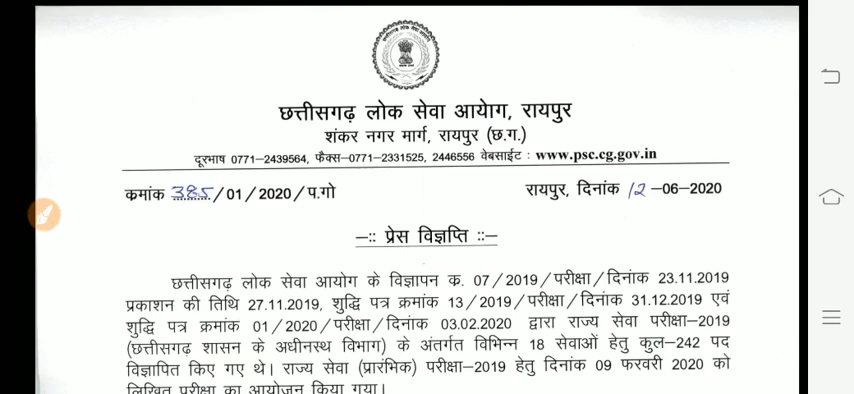 छत्तीसगढ़ लोक सेवा आयोग, रायपुर
शंकर नगर मार्ग, रायपुर (छ.ग.)
दूरभाष 0771-2439564, फैक्स-0771-2331525, 2446556 वेबसाईट : www.psc.cg.gov.in
क्रमांक 385/01/2020/प.गो रायपुर, दिनांक 12-06-2020
-:: प्रेस विज्ञप्ति ::-
छत्तीसगढ़ लोक सेवा आयोग के विज्ञापन क. 07/2019/परीक्षा/दिनांक 23.11.2019
प्रकाशन की तिथि 27.11.2019, शुद्धि पत्र क्रमांक 13/2019/परीक्षा/दिनांक 31.12.2019 एवं
शुद्धि पत्र क्रमांक 01/2020/परीक्षा/दिनांक 03.02.2020 द्वारा राज्य सेवा परीक्षा-2019
(छत्तीसगढ़ शासन के अधीनस्थ विभाग) के अंतर्गत विभिन्न 18 सेवाओं हेतु कुल-242 पद
विज्ञापित किए गए थे। राज्य सेवा (प्रारंभिक) परीक्षा-2019 हेतु दिनांक 09 फरवरी 2020 को
लिखित परीक्षा का आयोजन किया गया।